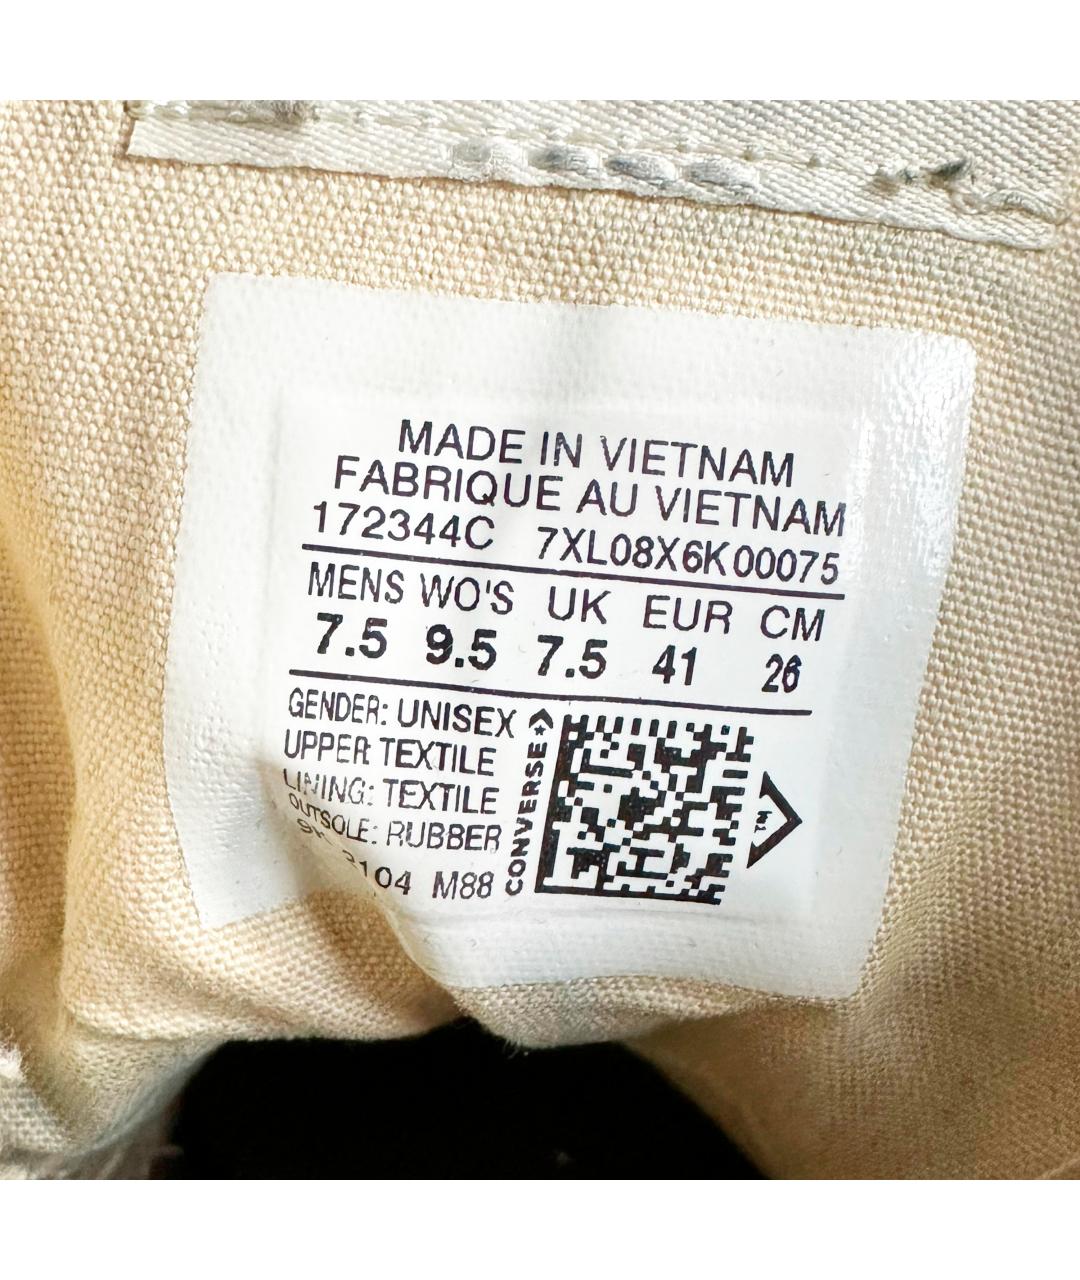 MADE IN VIETNAM
FABRIQUE AU VIETNAM
172344C 7XL08X6K00075
MENS WO'S UK EUR CM
7.5 9.5 7.5 41 26
GENDER: UNISEX
UPPER: TEXTILE
LINING: TEXTILE
OUTSOLE: RUBBER
M88
CONVERSE